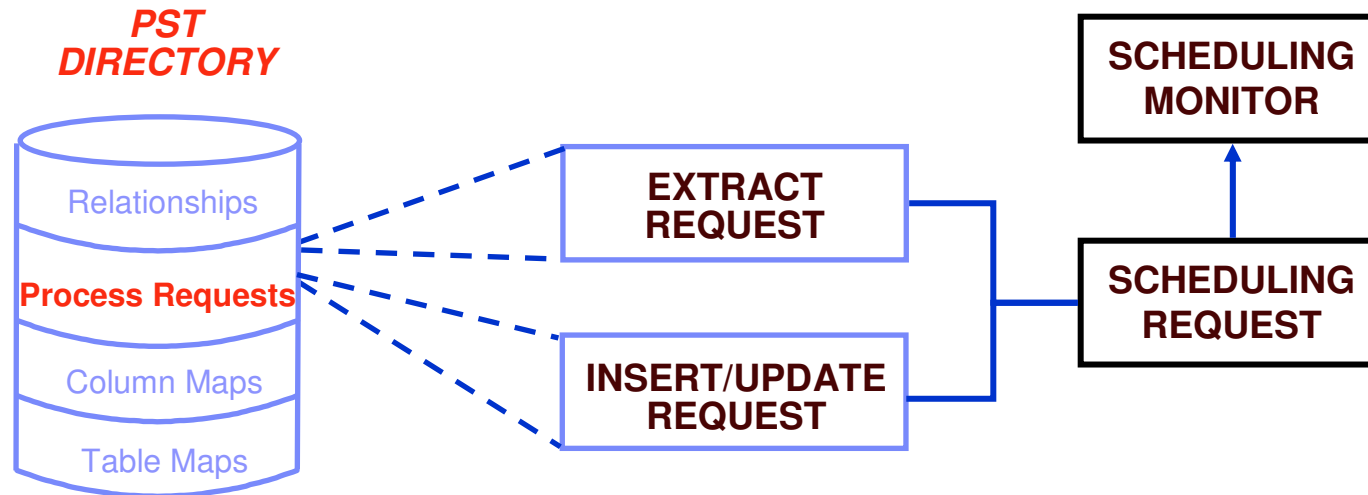 PST
DIRECTORY
Relationships
Process Requests
Column Maps
Table Maps
EXTRACT
REQUEST
INSERT/UPDATE
REQUEST
SCHEDULING
MONITOR
SCHEDULING
REQUEST